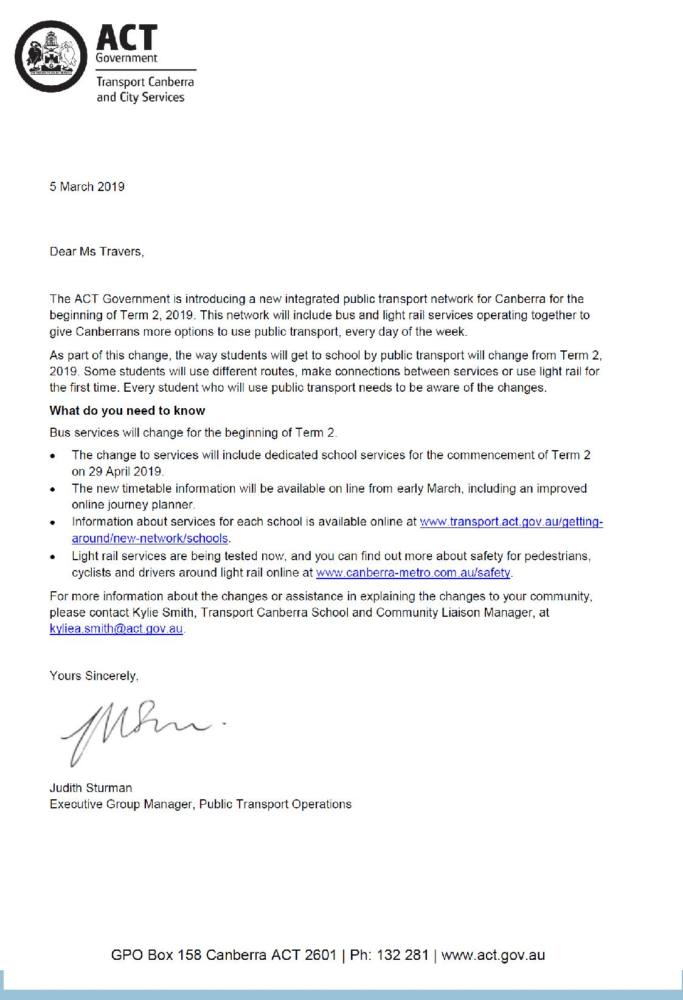 ACT
Government
Transport Canberra
and City Services
5 March 2019
Dear Ms Travers,
The ACT Government is introducing a new integrated public transport network for Canberra for the
beginning of Term 2, 2019. This network will include bus and light rail services operating together to
give Canberrans more options to use public transport, every day of the week.
As part of this change, the way students will get to school by public transport will change from Term 2,
2019. Some students will use different routes, make connections between services or use light rail for
the first time. Every student who will use public transport needs to be aware of the changes.
What do you need to know
Bus services will change for the beginning of Term 2.
• The change to services will include dedicated school services for the commencement of Term 2
on 29 April 2019.
• The new timetable information will be available on line from early March, including an improved
online journey planner.
• Information about services for each school is available online at www.transport.act.gov.au/getting-
around/new-network/schools.
• Light rail services are being tested now, and you can find out more about safety for pedestrians,
cyclists and drivers around light rail online at www.canberra-metro.com.au/safety.
For more information about the changes or assistance in explaining the changes to your community,
please contact Kylie Smith, Transport Canberra School and Community Liaison Manager, at
kyliea.smith@act.gov.au.
Yours Sincerely,
Judith Sturman
Executive Group Manager, Public Transport Operations
GPO Box 158 Canberra ACT 2601 | Ph: 132 281 | www.act.gov.au